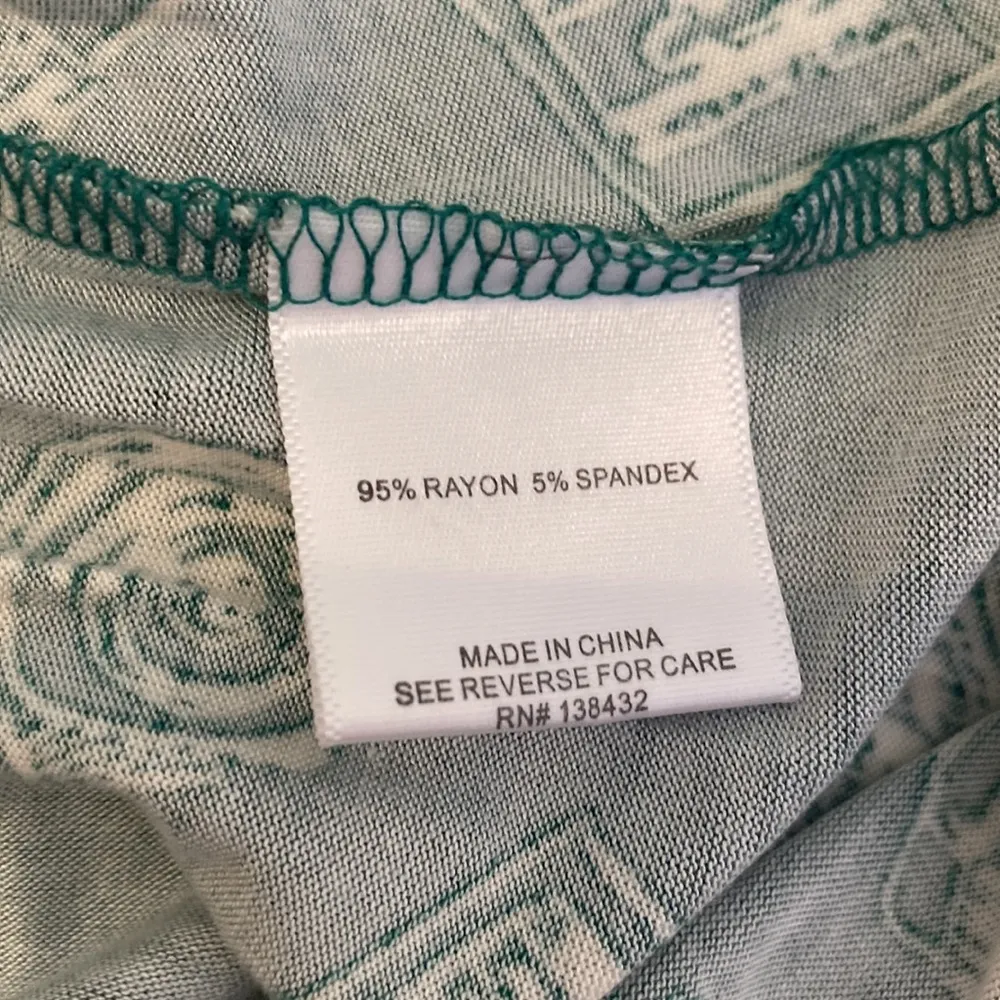 95% RAYON 5% SPANDEX
MADE IN CHINA
SEE REVERSE FOR CARE
RN# 138432